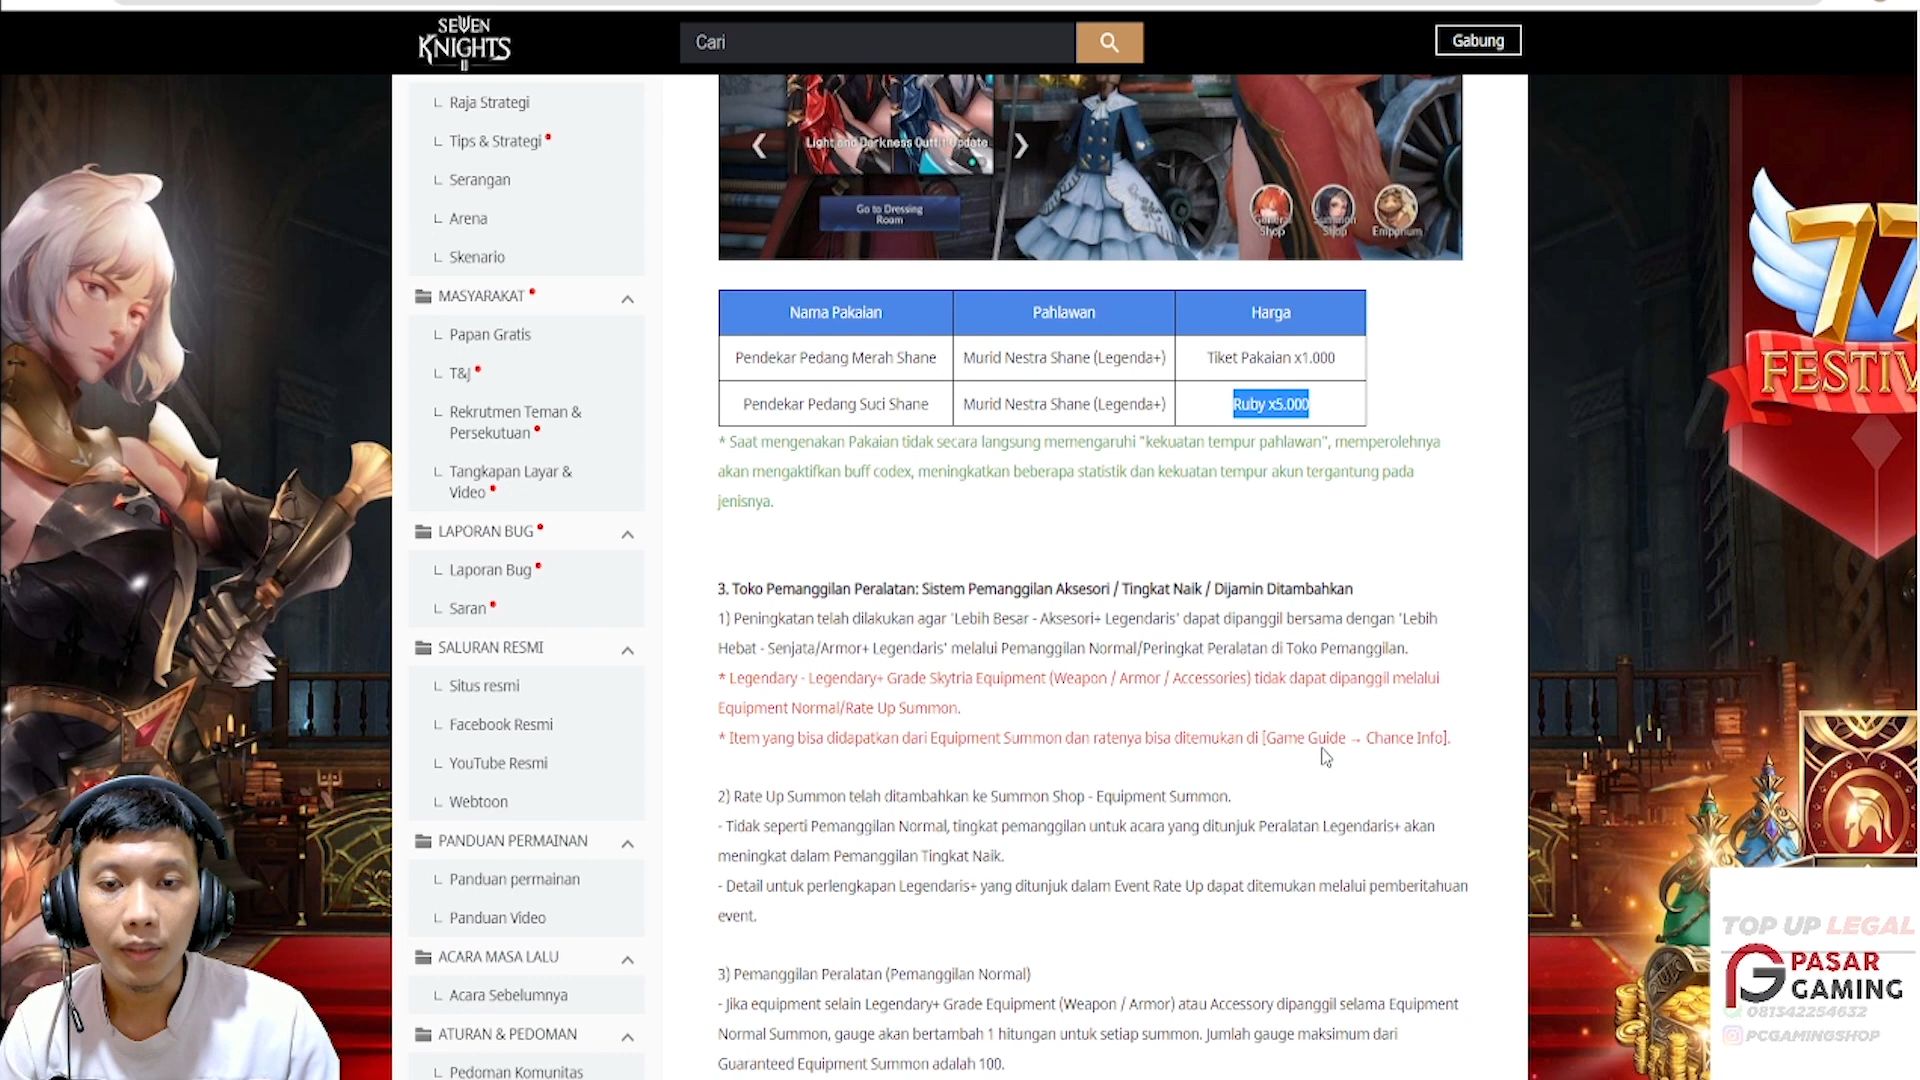 SEVEN
KNIGHTS
II
Cari
Gabung
Raja Strategi
Tips & Strategi
Serangan
Arena
Skenario
MASYARAKAT
Papan Gratis
T&J
Rekrutmen Teman &
Persekutuan
Tangkapan Layar &
Video
LAPORAN BUG
Laporan Bug
Saran
SALURAN RESMI
Situs resmi
Facebook Resmi
YouTube Resmi
Webtoon
PANDUAN PERMAINAN
Panduan permainan
Panduan Video
ACARA MASA LALU
Acara Sebelumnya
ATURAN & PEDOMAN
Pedoman Komunitas
Light and Darkness Outfit Update
Go to Dressing
Room
General
Shop
Summon
Shop
Emporium
Nama Pakaian Pahlawan Harga
Pendekar Pedang Merah Shane Murid Nestra Shane (Legenda+) Tiket Pakaian x1.000
Pendekar Pedang Suci Shane Murid Nestra Shane (Legenda+) Ruby x5.000
* Saat mengenakan Pakaian tidak secara langsung memengaruhi "kekuatan tempur pahlawan", memperolehnya
akan mengaktifkan buff codex, meningkatkan beberapa statistik dan kekuatan tempur akun tergantung pada
jenisnya.
3. Toko Pemanggilan Peralatan: Sistem Pemanggilan Aksesori / Tingkat Naik / Dijamin Ditambahkan
1) Peningkatan telah dilakukan agar 'Lebih Besar - Aksesori+ Legendaris' dapat dipanggil bersama dengan 'Lebih
Hebat - Senjata/Armor+ Legendaris' melalui Pemanggilan Normal/Peringkat Peralatan di Toko Pemanggilan.
* Legendary - Legendary+ Grade Skytria Equipment (Weapon / Armor / Accessories) tidak dapat dipanggil melalui
Equipment Normal/Rate Up Summon.
* Item yang bisa didapatkan dari Equipment Summon dan ratenya bisa ditemukan di [Game Guide → Chance Info].
2) Rate Up Summon telah ditambahkan ke Summon Shop - Equipment Summon.
- Tidak seperti Pemanggilan Normal, tingkat pemanggilan untuk acara yang ditunjuk Peralatan Legendaris+ akan
meningkat dalam Pemanggilan Tingkat Naik.
- Detail untuk perlengkapan Legendaris+ yang ditunjuk dalam Event Rate Up dapat ditemukan melalui pemberitahuan
event.
3) Pemanggilan Peralatan (Pemanggilan Normal)
- Jika equipment selain Legendary+ Grade Equipment (Weapon / Armor) atau Accessory dipanggil selama Equipment
Normal Summon, gauge akan bertambah 1 hitungan untuk setiap summon. Jumlah gauge maksimum dari
Guaranteed Equipment Summon adalah 100.
77
FESTIV
TOP UP LEGAL
PASAR
GAMING
081342254632
PCGAMINGSHOP